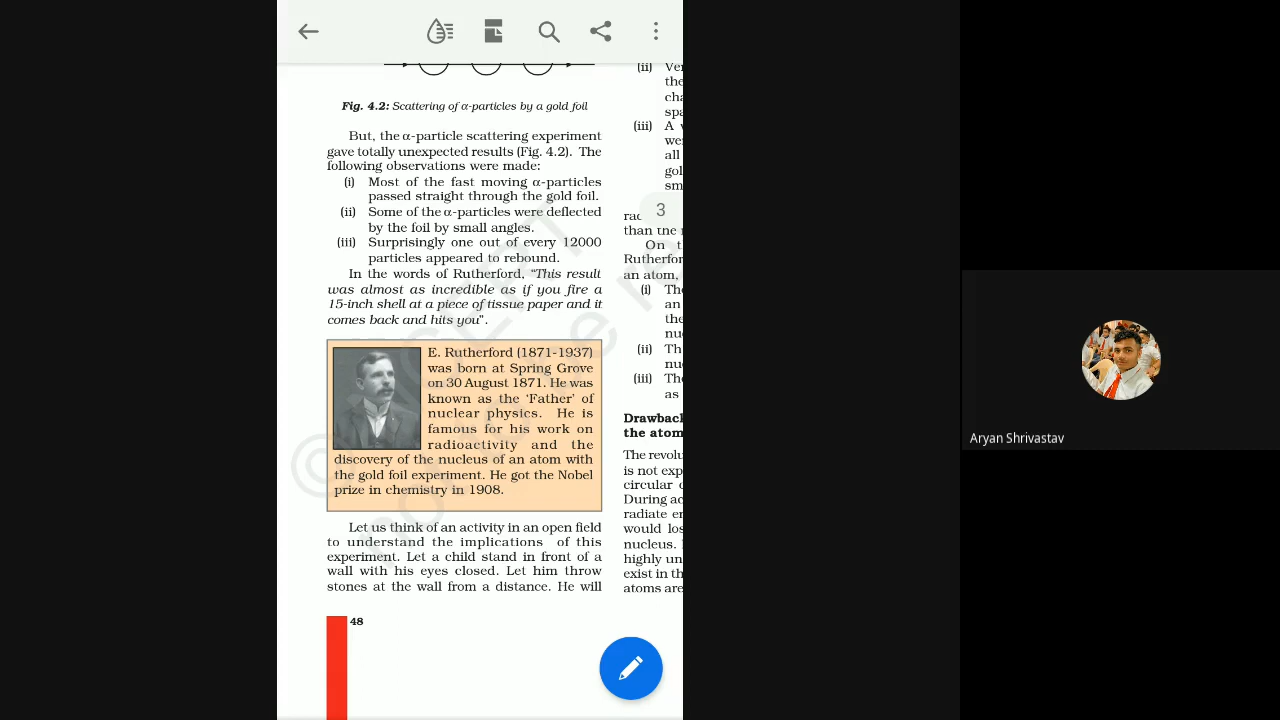 Fig. 4.2: Scattering of α-particles by a gold foil
But, the α-particle scattering experiment
gave totally unexpected results (Fig. 4.2). The
following observations were made:
(i) Most of the fast moving α-particles
passed straight through the gold foil.
(ii) Some of the α-particles were deflected
by the foil by small angles.
(iii) Surprisingly one out of every 12000
particles appeared to rebound.
In the words of Rutherford, “This result
was almost as incredible as if you fire a
15-inch shell at a piece of tissue paper and it
comes back and hits you”.
E. Rutherford (1871-1937)
was born at Spring Grove
on 30 August 1871. He was
known as the ‘Father’ of
nuclear physics. He is
famous for his work on
radioactivity and the
discovery of the nucleus of an atom with
the gold foil experiment. He got the Nobel
prize in chemistry in 1908.
Let us think of an activity in an open field
to understand the implications of this
experiment. Let a child stand in front of a
wall with his eyes closed. Let him throw
stones at the wall from a distance. He will
48
(ii)
the
(iii) A
all
3
than the
On
an atom,
(i)
an
the
(ii)
(iii)
as
the atom
The
is not
circular
During
radiate
would
nucleus.
highly
exist in
atoms are
Aryan Shrivastav